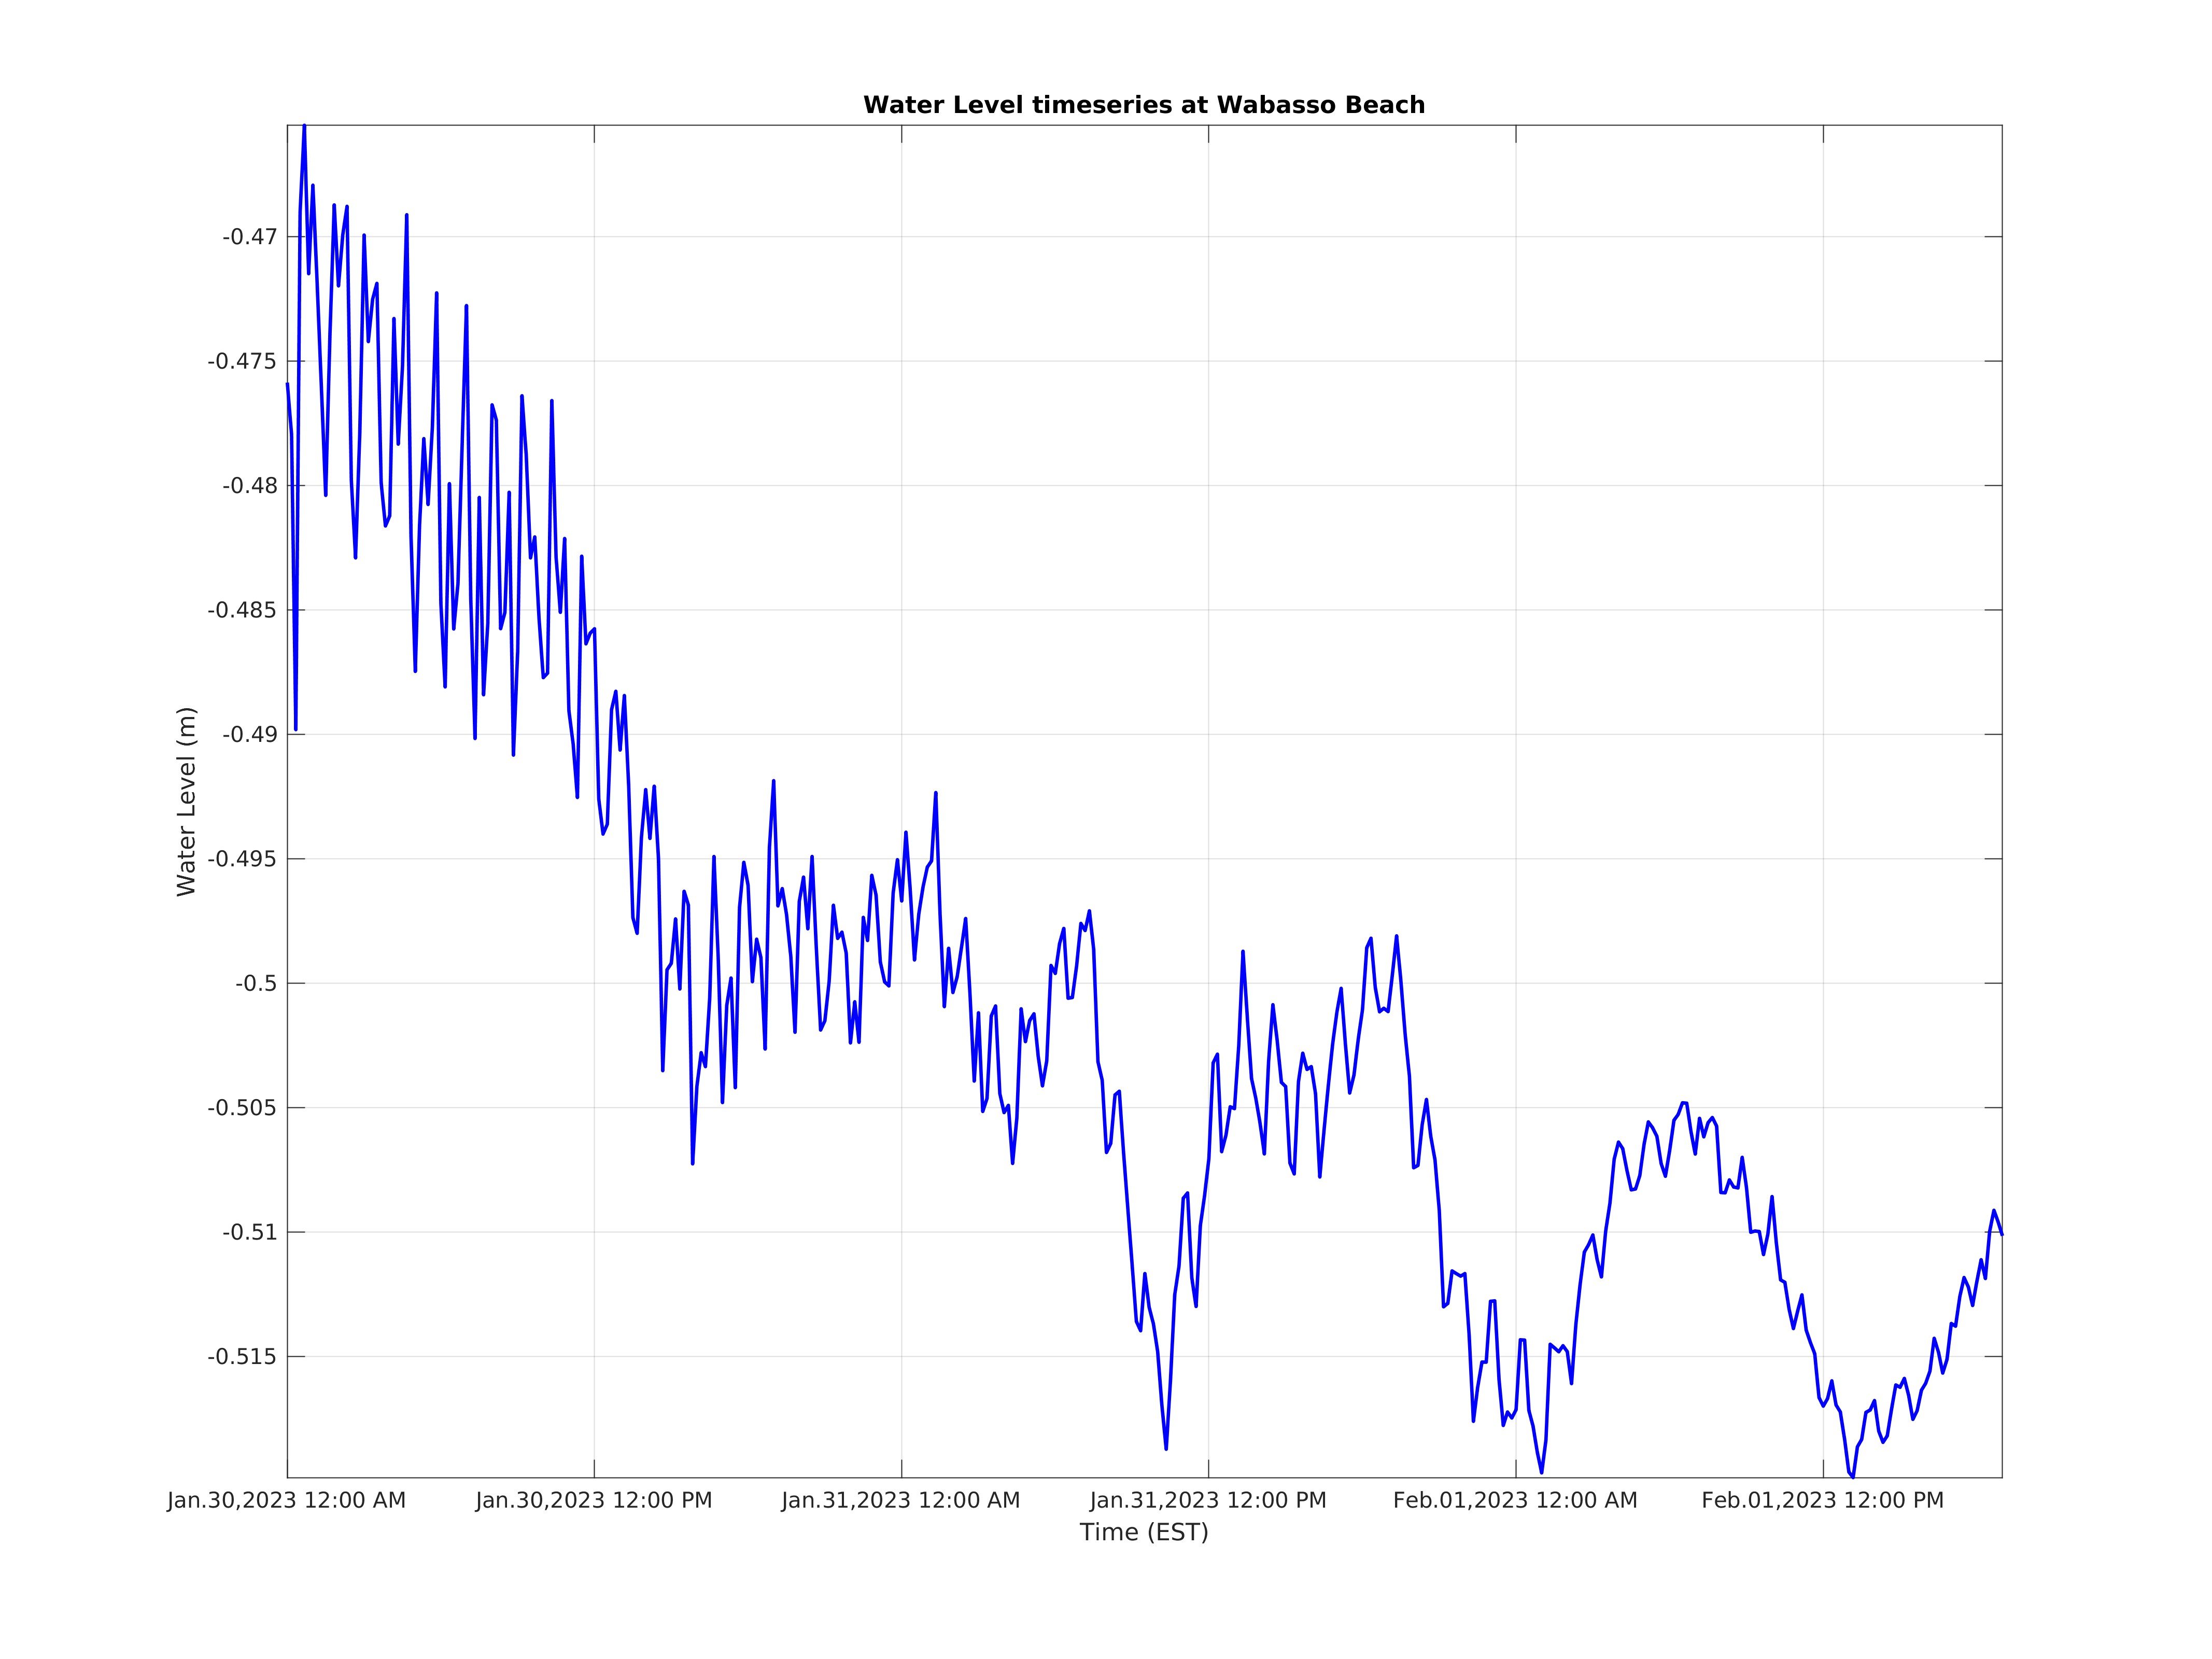 Water Level timeseries at Wabasso Beach
-0.47
-0.475
-0.48
-0.485
-0.49
-0.495
-0.5
-0.505
-0.51
-0.515
Water Level (m)
Jan.30,2023 12:00 AM
Jan.30,2023 12:00 PM
Jan.31,2023 12:00 AM
Jan.31,2023 12:00 PM
Feb.01,2023 12:00 AM
Feb.01,2023 12:00 PM
Time (EST)